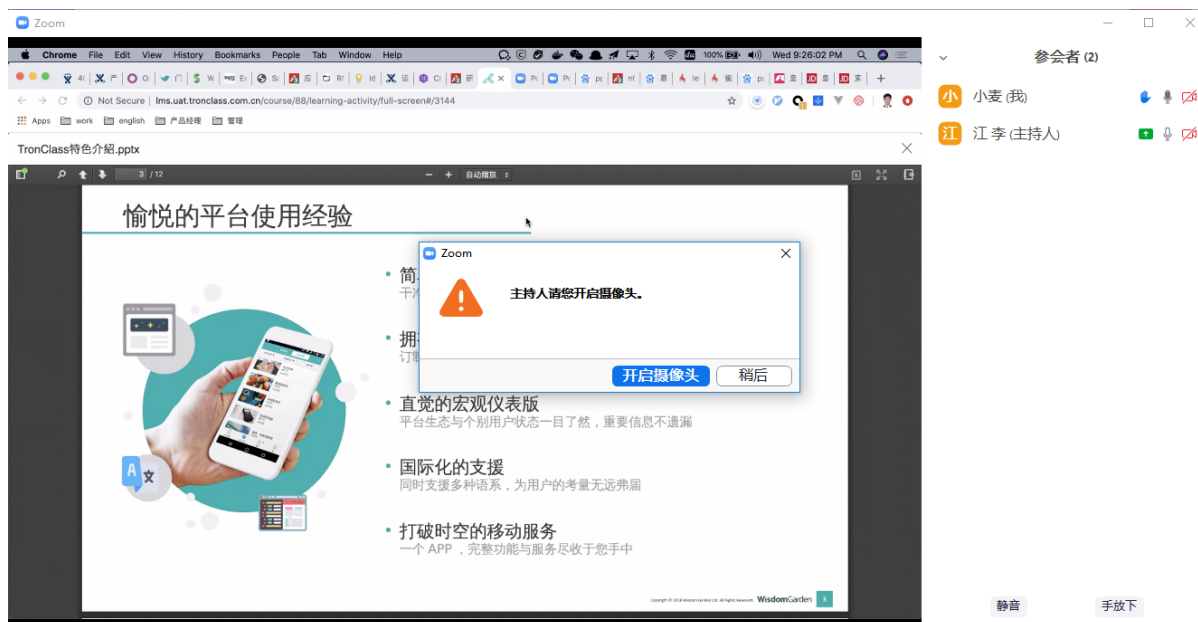 Zoom
Chrome File Edit View History Bookmarks People Tab Window Help
100%
Wed 9:26:02 PM
Not Secure | lms.uat.tronclass.com.cn/course/88/learning-activity/full-screen#/3144
Apps work english 产品经理 管理
TronClass特色介紹.pptx
3 / 12
自动缩放
愉悦的平台使用经验
简
干
拥
订
直觉的宏观仪表版
平台生态与个别用户状态一目了然，重要信息不遗漏
国际化的支援
同时支援多种语系，为用户的考量无远弗届
打破时空的移动服务
一个 APP ，完整功能与服务尽收于您手中
A 文
WisdomGarden
3
Zoom
主持人请您开启摄像头。
开启摄像头 稍后
参会者 (2)
小 小麦 (我)
江 江 李 (主持人)
静音 手放下